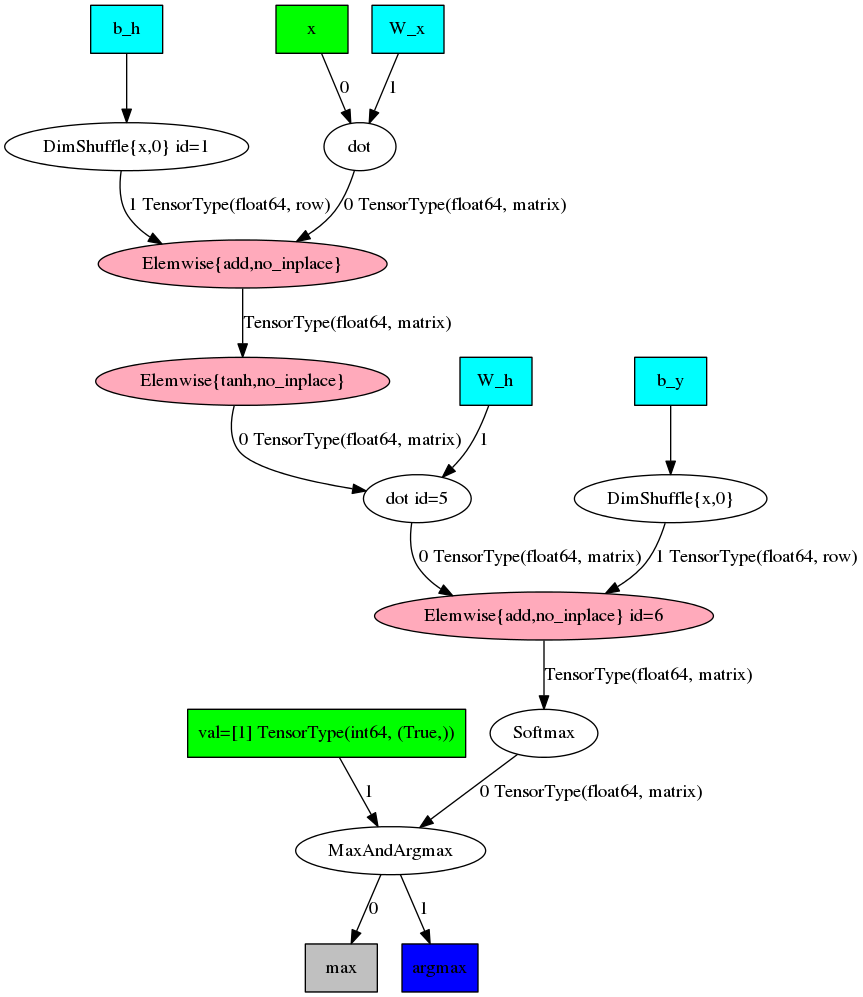 b_h
x
W_x
0
1
DimShuffle{x,0} id=1
dot
1 TensorType(float64, row)
0 TensorType(float64, matrix)
Elemwise{add,no_inplace}
TensorType(float64, matrix)
Elemwise{tanh,no_inplace}
W_h
b_y
0 TensorType(float64, matrix)
1
dot id=5
DimShuffle{x,0}
0 TensorType(float64, matrix)
1 TensorType(float64, row)
Elemwise{add,no_inplace} id=6
TensorType(float64, matrix)
val=[1] TensorType(int64, (True,))
Softmax
1
0 TensorType(float64, matrix)
MaxAndArgmax
0
1
max
argmax